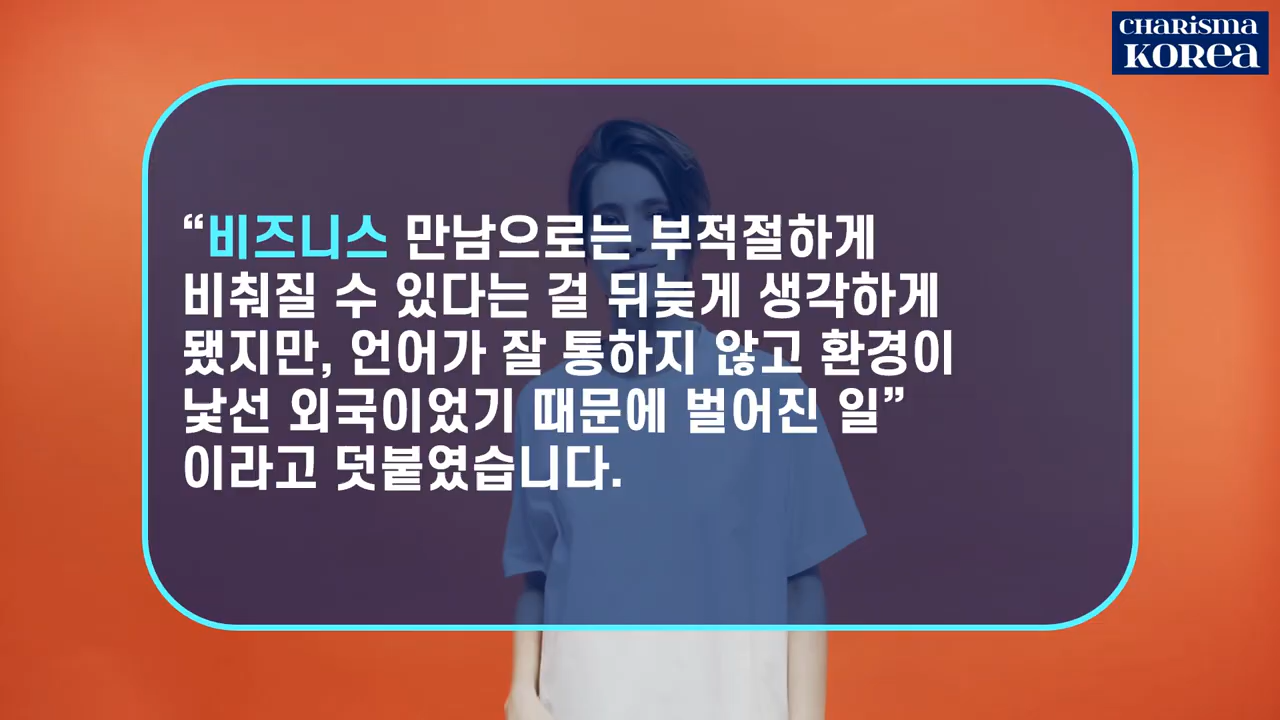 CHARISMA
KOREA
“비즈니스 만남으로는 부적절하게
비춰질 수 있다는 걸 뒤늦게 생각하게
됐지만, 언어가 잘 통하지 않고 환경이
낯선 외국이었기 때문에 벌어진 일”
이라고 덧붙였습니다.